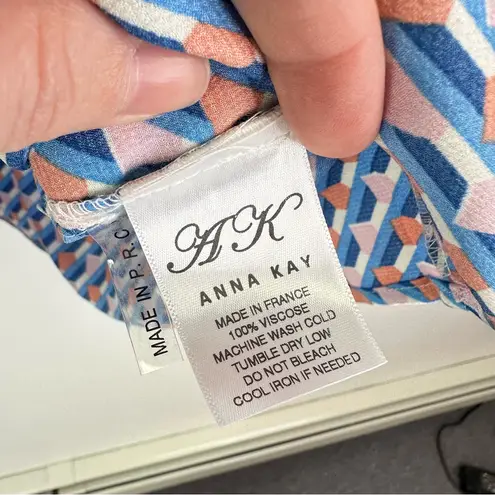 AK
ANNA KAY
MADE IN FRANCE
100% VISCOSE
MACHINE WASH COLD
TUMBLE DRY LOW
DO NOT BLEACH
COOL IRON IF NEEDED
MADE IN P. R. C